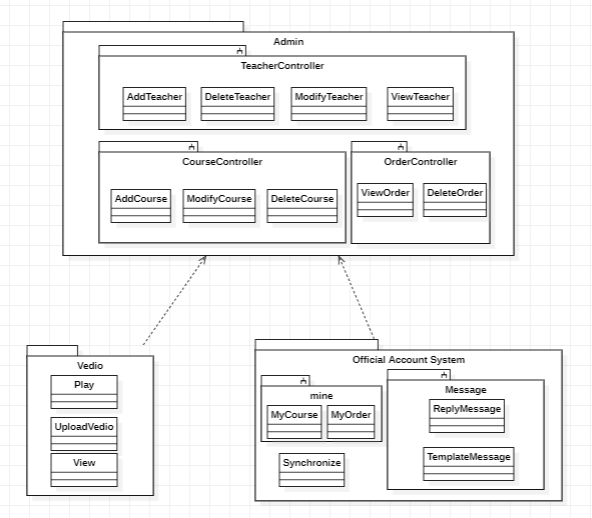 Admin
TeacherController
AddTeacher DeleteTeacher ModifyTeacher ViewTeacher
CourseController OrderController
AddCourse ModifyCourse DeleteCourse ViewOrder DeleteOrder
Vedio
Play
UploadVedio
View
Official Account System
mine
MyCourse MyOrder
Synchronize
Message
ReplyMessage
TemplateMessage